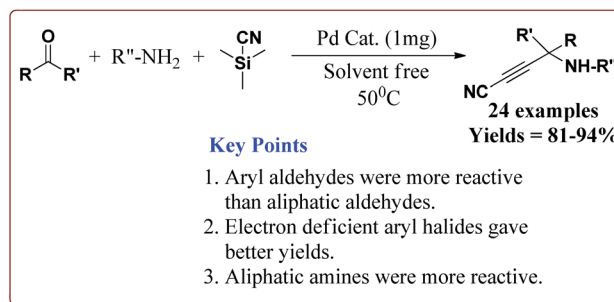 O
R R' + R"-NH2 + CN Si Pd Cat. (1mg) Solvent free 50⁰C R' R NH-R" NC
24 examples
Yields = 81-94%
Key Points
1. Aryl aldehydes were more reactive
than aliphatic aldehydes.
2. Electron deficient aryl halides gave
better yields.
3. Aliphatic amines were more reactive.